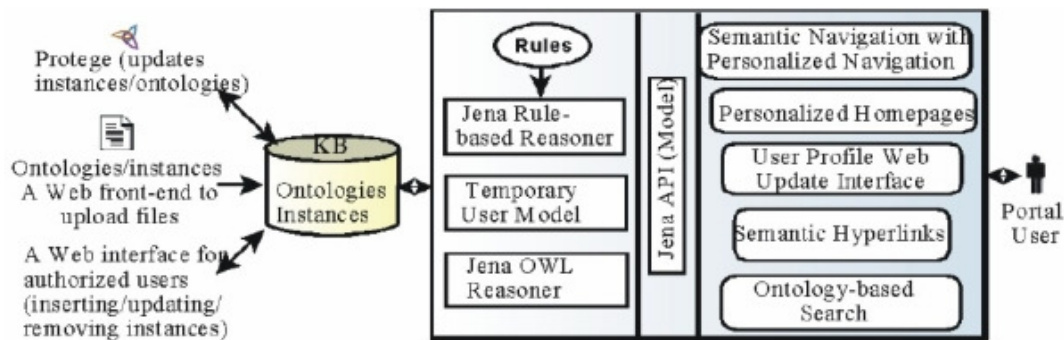 Protege (updates
instances/ontologies)
Ontologies/instances
A Web front-end to
upload files
A Web interface for
authorized users
(inserting/updating/
removing instances)
KB
Ontologies
Instances
Rules
Jena Rule-
based Reasoner
Temporary
User Model
Jena OWL
Reasoner
Jena API (Model)
Semantic Navigation with
Personalized Navigation
Personalized Homepages
User Profile Web
Update Interface
Semantic Hyperlinks
Ontology-based
Search
Portal
User